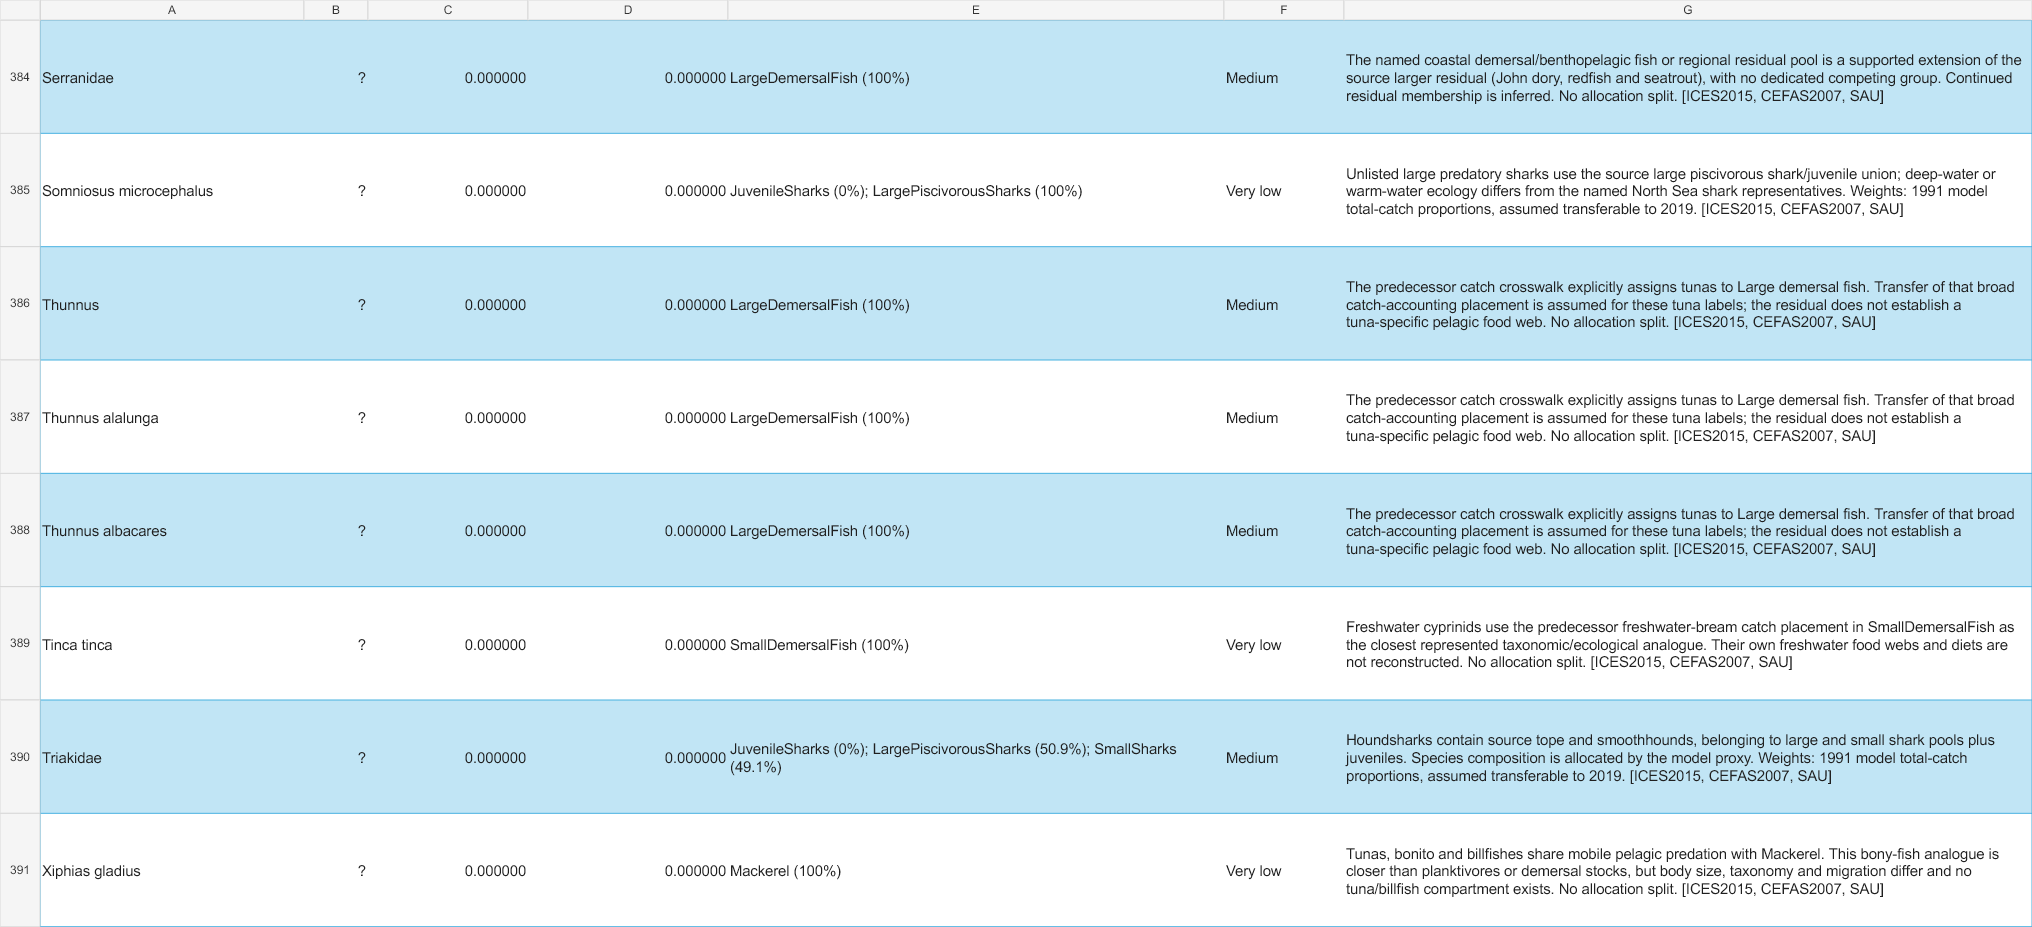 A B C D E F G
384 Serranidae ? 0.000000 0.000000 LargeDemersalFish (100%) Medium
The named coastal demersal/benthopelagic fish or regional residual pool is a supported extension of the
source larger residual (John dory, redfish and seatrout), with no dedicated competing group. Continued
residual membership is inferred. No allocation split. [ICES2015, CEFAS2007, SAU]
385 Somniosus microcephalus ? 0.000000 0.000000 JuvenileSharks (0%); LargePiscivorousSharks (100%) Very low
Unlisted large predatory sharks use the source large piscivorous shark/juvenile union; deep-water or
warm-water ecology differs from the named North Sea shark representatives. Weights: 1991 model
total-catch proportions, assumed transferable to 2019. [ICES2015, CEFAS2007, SAU]
386 Thunnus ? 0.000000 0.000000 LargeDemersalFish (100%) Medium
The predecessor catch crosswalk explicitly assigns tunas to Large demersal fish. Transfer of that broad
catch-accounting placement is assumed for these tuna labels; the residual does not establish a
tuna-specific pelagic food web. No allocation split. [ICES2015, CEFAS2007, SAU]
387 Thunnus alalunga ? 0.000000 0.000000 LargeDemersalFish (100%) Medium
The predecessor catch crosswalk explicitly assigns tunas to Large demersal fish. Transfer of that broad
catch-accounting placement is assumed for these tuna labels; the residual does not establish a
tuna-specific pelagic food web. No allocation split. [ICES2015, CEFAS2007, SAU]
388 Thunnus albacares ? 0.000000 0.000000 LargeDemersalFish (100%) Medium
The predecessor catch crosswalk explicitly assigns tunas to Large demersal fish. Transfer of that broad
catch-accounting placement is assumed for these tuna labels; the residual does not establish a
tuna-specific pelagic food web. No allocation split. [ICES2015, CEFAS2007, SAU]
389 Tinca tinca ? 0.000000 0.000000 SmallDemersalFish (100%) Very low
Freshwater cyprinids use the predecessor freshwater-bream catch placement in SmallDemersalFish as
the closest represented taxonomic/ecological analogue. Their own freshwater food webs and diets are
not reconstructed. No allocation split. [ICES2015, CEFAS2007, SAU]
390 Triakidae ? 0.000000 0.000000 JuvenileSharks (0%); LargePiscivorousSharks (50.9%); SmallSharks
(49.1%) Medium
Houndsharks contain source tope and smoothhounds, belonging to large and small shark pools plus
juveniles. Species composition is allocated by the model proxy. Weights: 1991 model total-catch
proportions, assumed transferable to 2019. [ICES2015, CEFAS2007, SAU]
391 Xiphias gladius ? 0.000000 0.000000 Mackerel (100%) Very low
Tunas, bonito and billfishes share mobile pelagic predation with Mackerel. This bony-fish analogue is
closer than planktivores or demersal stocks, but body size, taxonomy and migration differ and no
tuna/billfish compartment exists. No allocation split. [ICES2015, CEFAS2007, SAU]